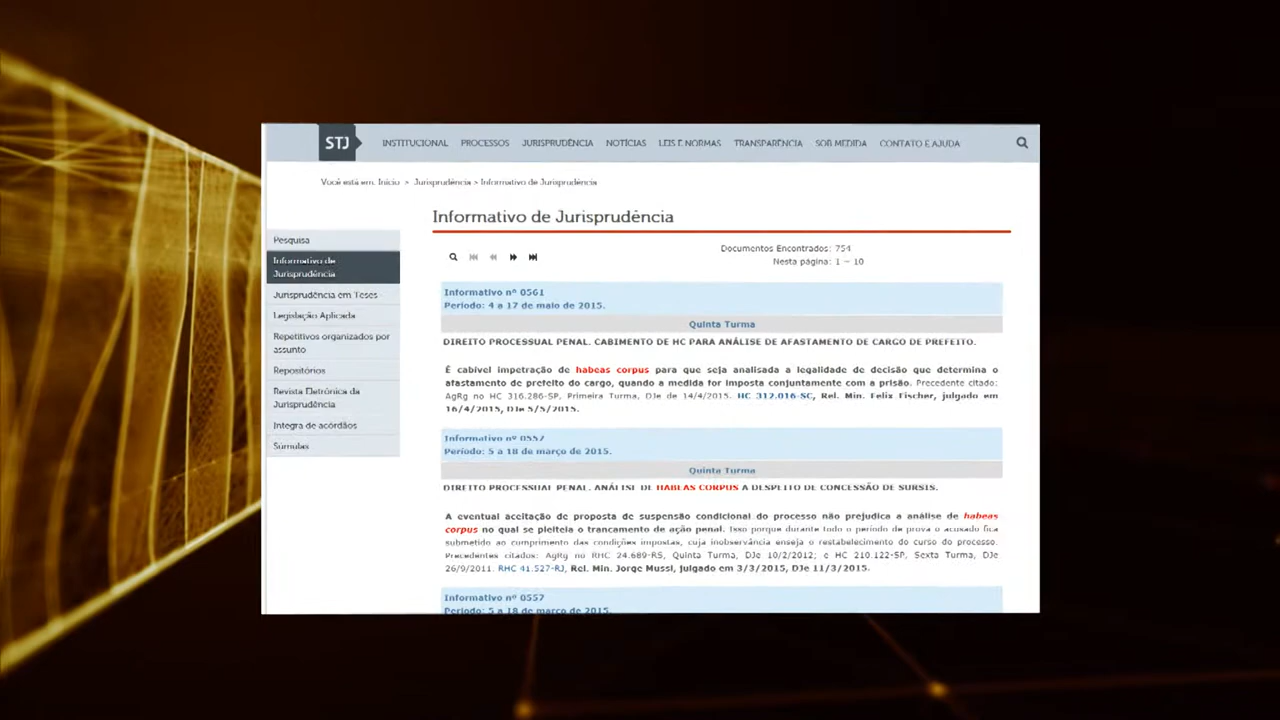 STJ
INSTITUCIONAL PROCESSOS JURISPRUDÊNCIA NOTÍCIAS LEIS E NORMAS TRANSPARÊNCIA SOB MEDIDA CONTATO E AJUDA
Você está em: Início > Jurisprudência > Informativo de Jurisprudência
Informativo de Jurisprudência
Pesquisa
Informativo de
Jurisprudência
Jurisprudência em Teses
Legislação Aplicada
Repetitivos organizados por
assunto
Repositórios
Revista Eletrônica da
Jurisprudência
Íntegra de acórdãos
Súmulas
Documentos Encontrados: 754
Nesta página: 1 – 10
Informativo nº 0561
Período: 4 a 17 de maio de 2015.
Quinta Turma
DIREITO PROCESSUAL PENAL. CABIMENTO DE HC PARA ANÁLISE DE AFASTAMENTO DE CARGO DE PREFEITO.
É cabível impetração de habeas corpus para que seja analisada a legalidade de decisão que determina o
afastamento de prefeito do cargo, quando a medida for imposta conjuntamente com a prisão. Precedente citado:
AgRg no HC 316.286-SP, Primeira Turma, DJe de 14/4/2015. HC 312.016-SC, Rel. Min. Felix Fischer, julgado em
16/4/2015, DJe 5/5/2015.
Informativo nº 0557
Período: 5 a 18 de março de 2015.
Quinta Turma
DIREITO PROCESSUAL PENAL. ANÁLISE DE HABEAS CORPUS A DESPEITO DE CONCESSÃO DE SURSIS.
A eventual aceitação de proposta de suspensão condicional do processo não prejudica a análise de habeas
corpus no qual se pleiteia o trancamento de ação penal. Isso porque durante todo o período de prova o acusado fica
submetido ao cumprimento das condições impostas, cuja inobservância enseja o restabelecimento do curso do processo.
Precedentes citados: AgRg no RHC 24.689-RS, Quinta Turma, DJe 10/2/2012; e HC 210.122-SP, Sexta Turma, DJe
26/9/2011. RHC 41.527-RJ, Rel. Min. Jorge Mussi, julgado em 3/3/2015, DJe 11/3/2015.
Informativo nº 0557
Período: 5 a 18 de março de 2015.